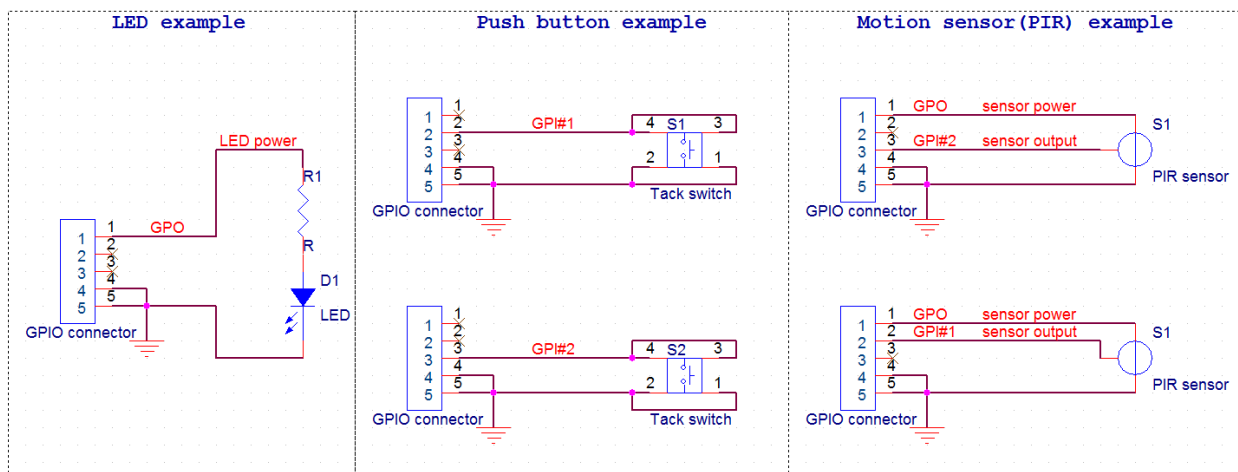 LED example
LED power
R1
R
1 1 GPO
2 2
3 3
4 4
5 5
GPIO connector
D1
LED
Push button example
1 1
2 2 GPI#1 4 S1 3
3 3
4 4 2 1
5 5
GPIO connector Tack switch
1 1
2 2
3 3 GPI#2 4 S2 3
4 4
5 5 2 1
GPIO connector Tack switch
Motion sensor(PIR) example
1 1 GPO sensor power
2 2 S1
3 3 GPI#2 sensor output
4 4
5 5 PIR sensor
GPIO connector
1 1 GPO sensor power
2 2 GPI#1 sensor output S1
3 3
4 4
5 5 PIR sensor
GPIO connector